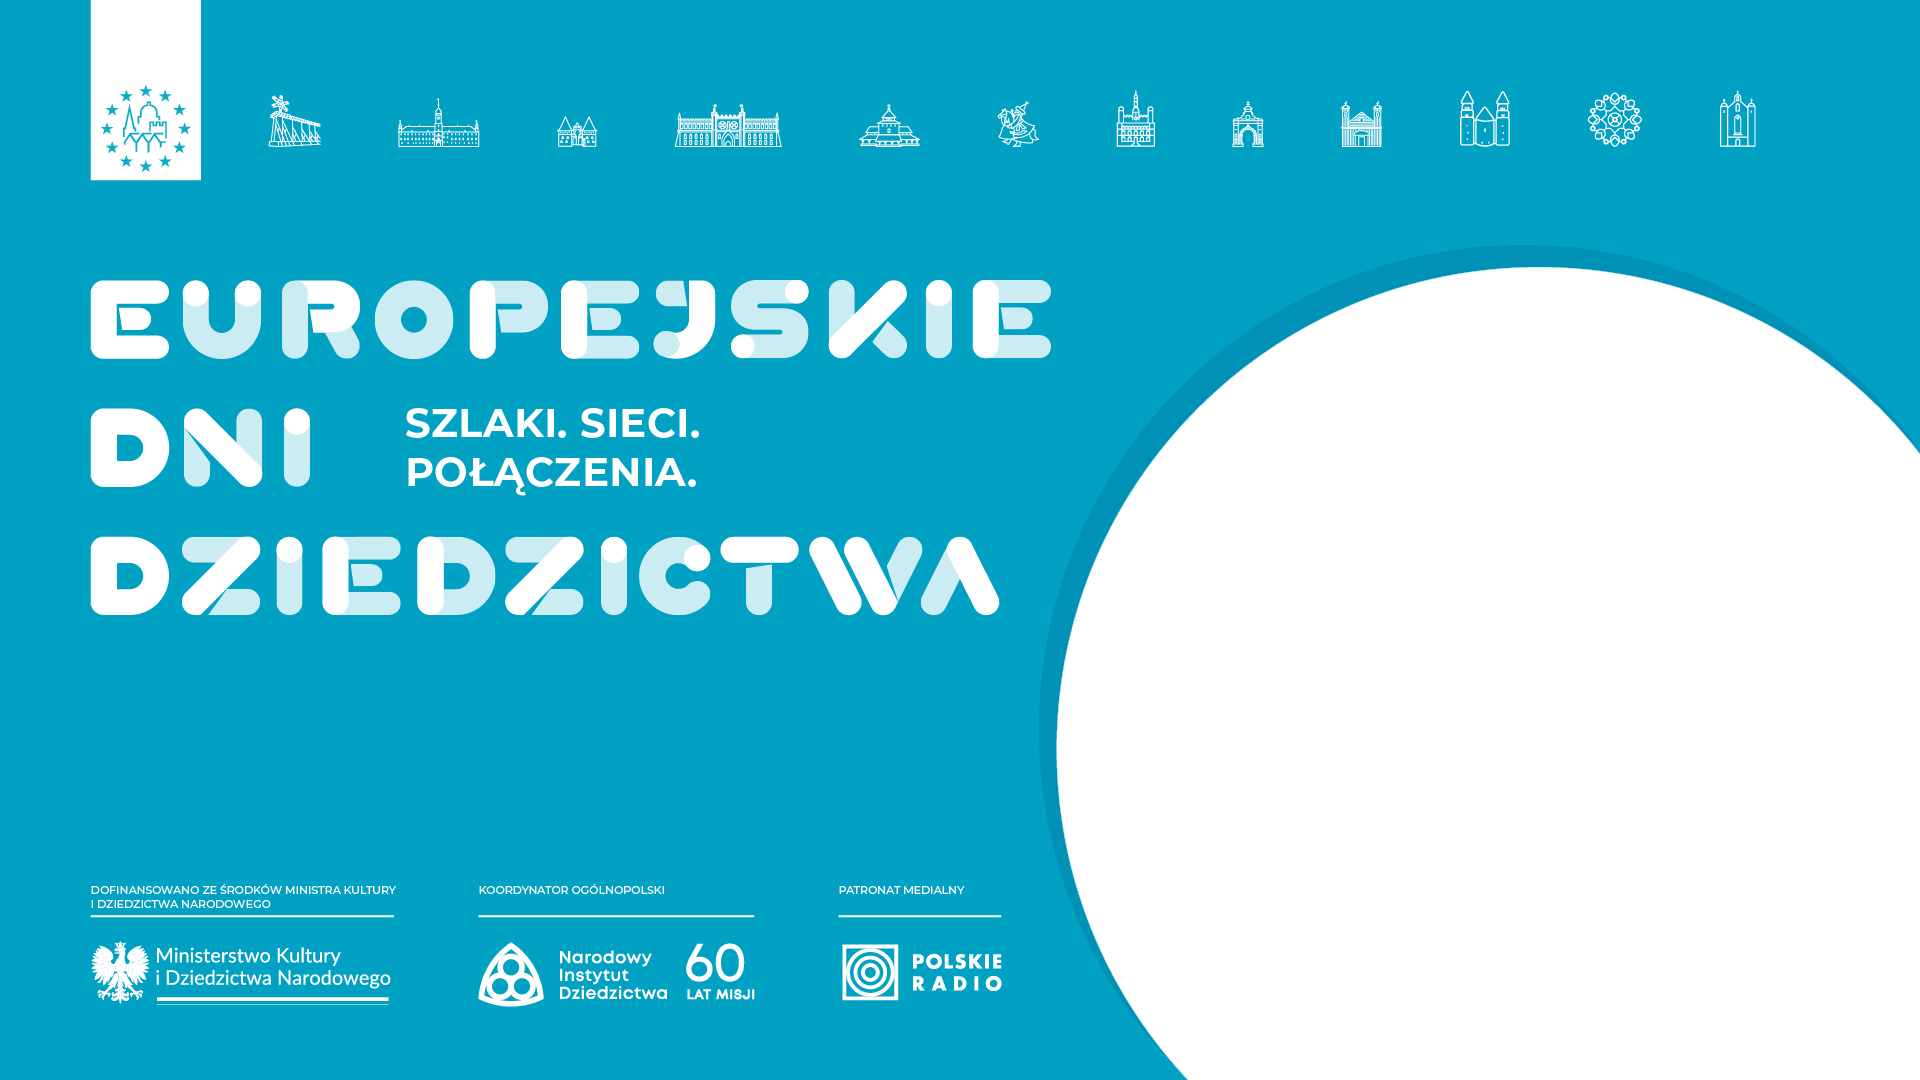 EUROPEJSKIE
DNI
SZLAKI. SIECI.
POŁĄCZENIA.
DZIEDZICTWA
DOFINANSOWANO ZE ŚRODKÓW MINISTRA KULTURY
I DZIEDZICTWA NARODOWEGO
Ministerstwo Kultury
i Dziedzictwa Narodowego
KOORDYNATOR OGÓLNOPOLSKI
Narodowy
Instytut
Dziedzictwa
60
LAT MISJI
PATRONAT MEDIALNY
POLSKIE
RADIO